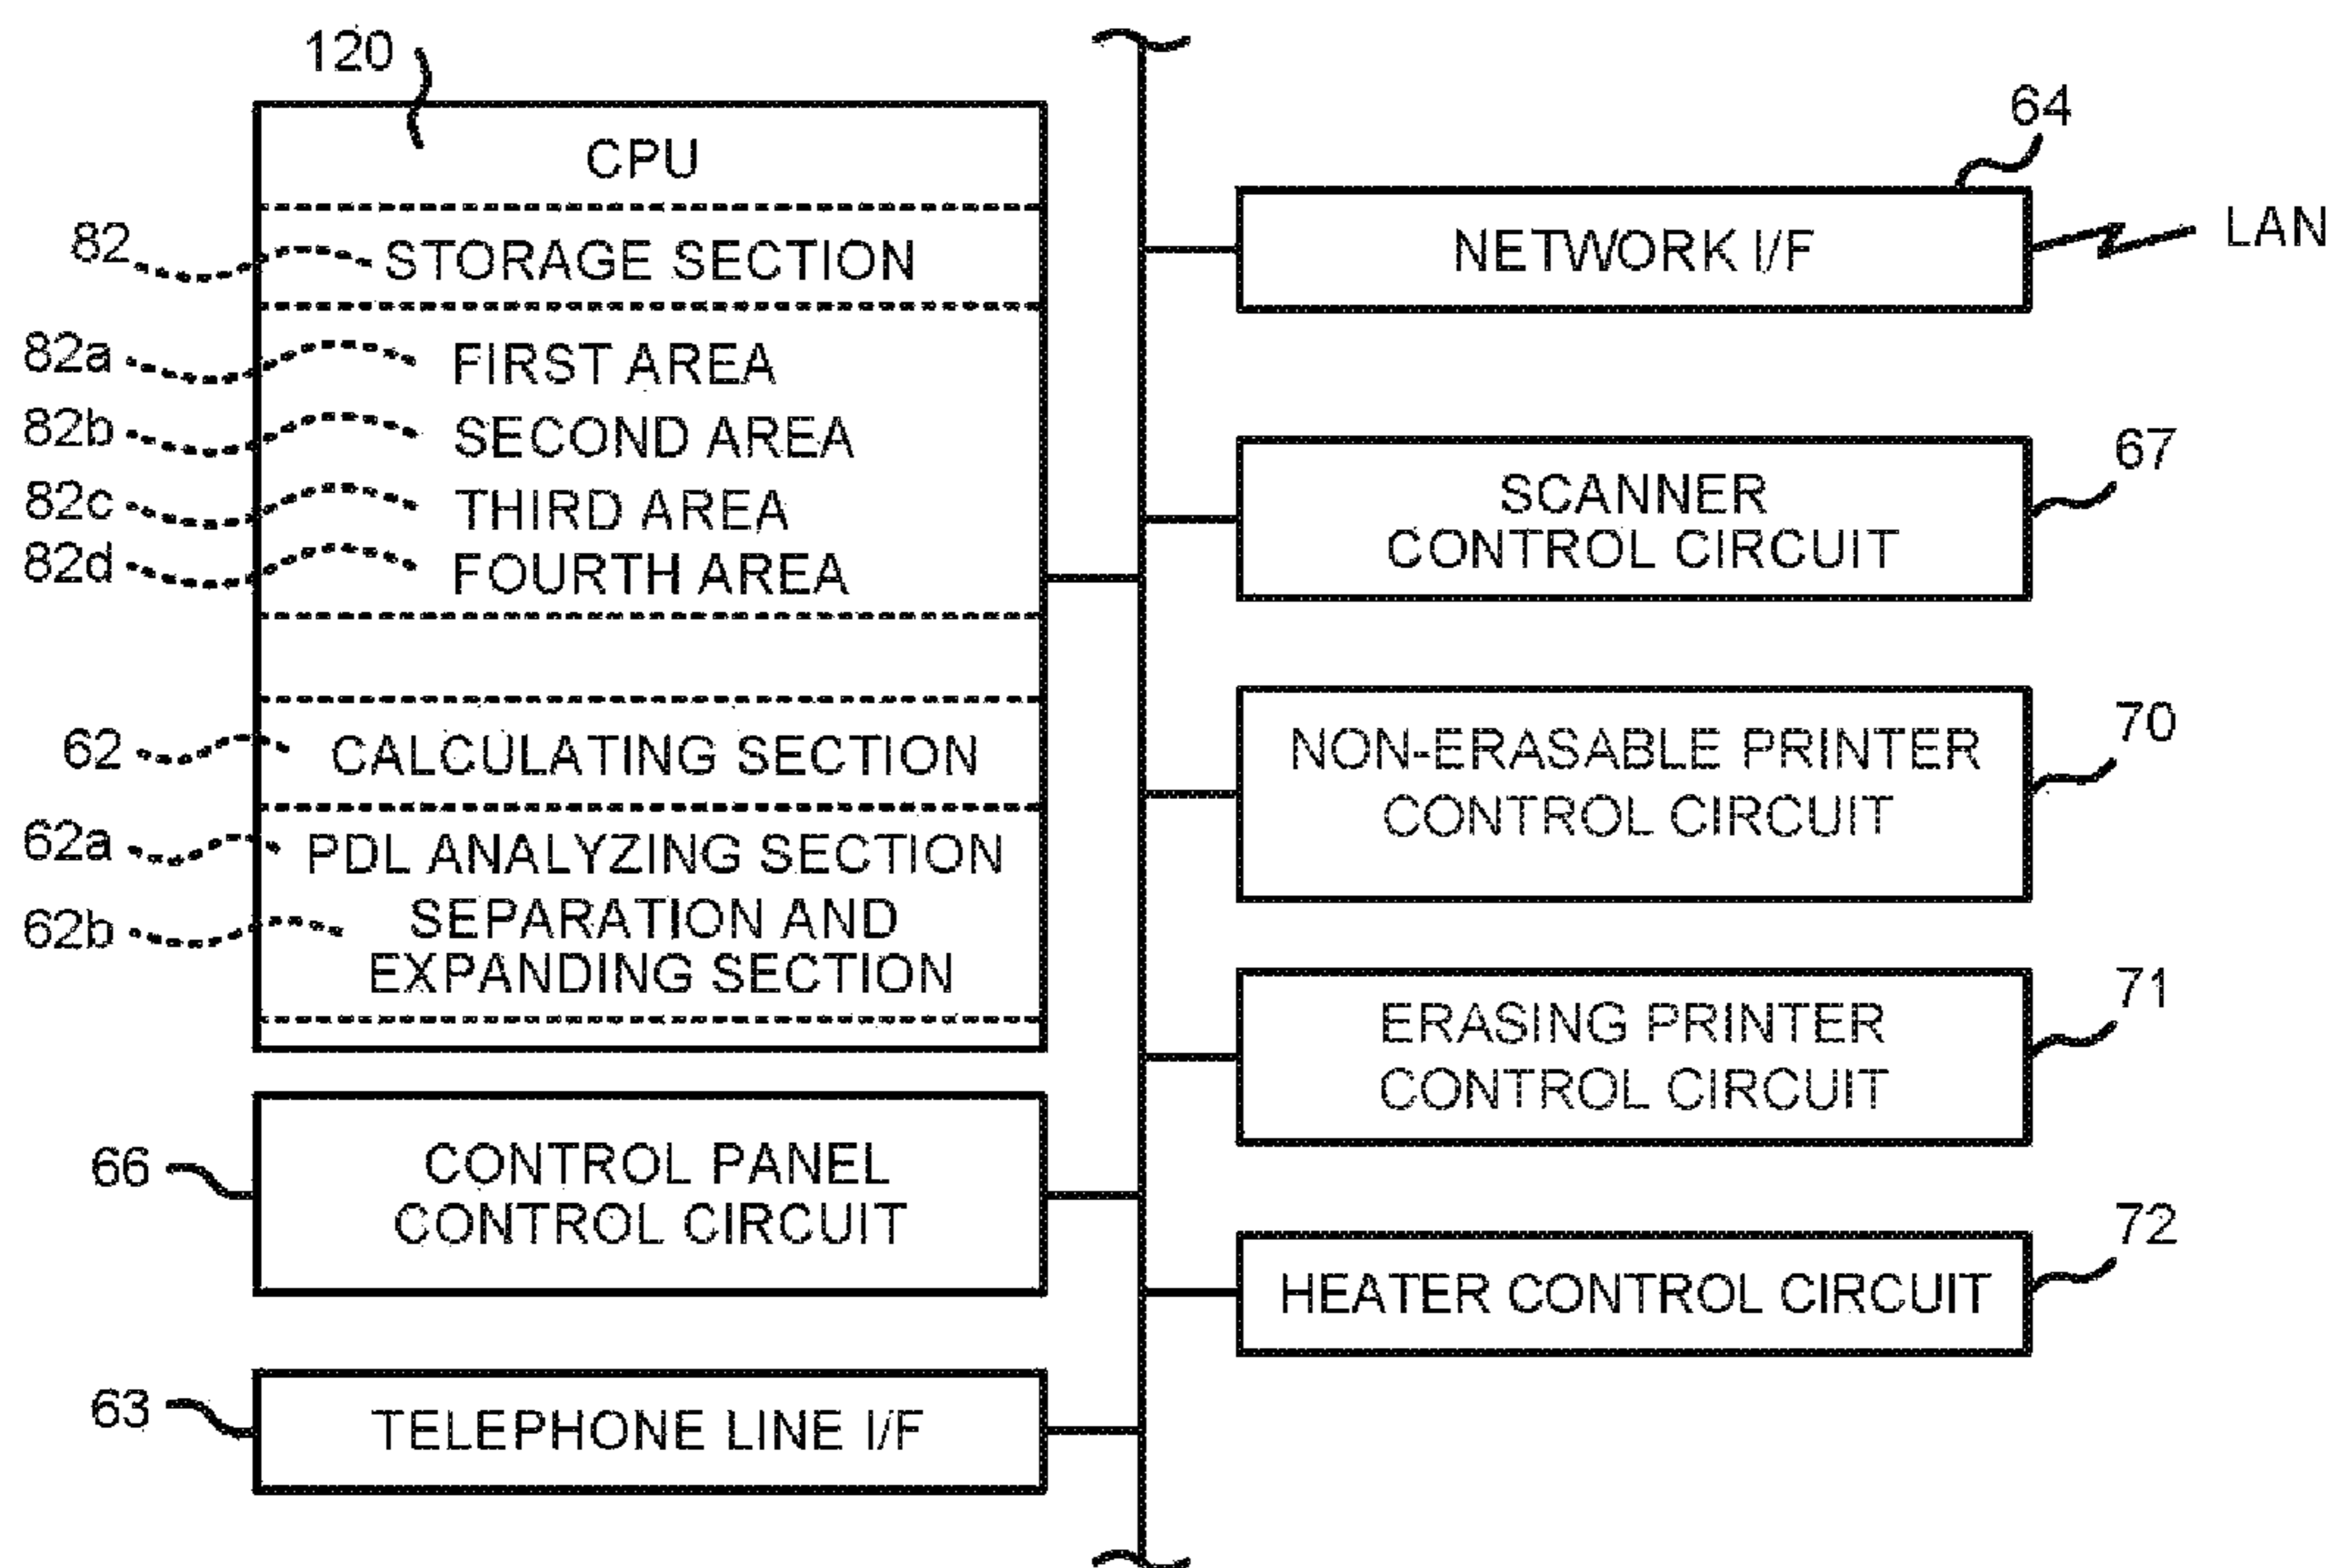 120
CPU
82
STORAGE SECTION
82a
FIRST AREA
82b
SECOND AREA
82c
THIRD AREA
82d
FOURTH AREA
62
CALCULATING SECTION
62a
PDL ANALYZING SECTION
62b
SEPARATION AND
EXPANDING SECTION
66
CONTROL PANEL
CONTROL CIRCUIT
63
TELEPHONE LINE I/F
64
NETWORK I/F
LAN
67
SCANNER
CONTROL CIRCUIT
70
NON-ERASABLE PRINTER
CONTROL CIRCUIT
71
ERASING PRINTER
CONTROL CIRCUIT
72
HEATER CONTROL CIRCUIT